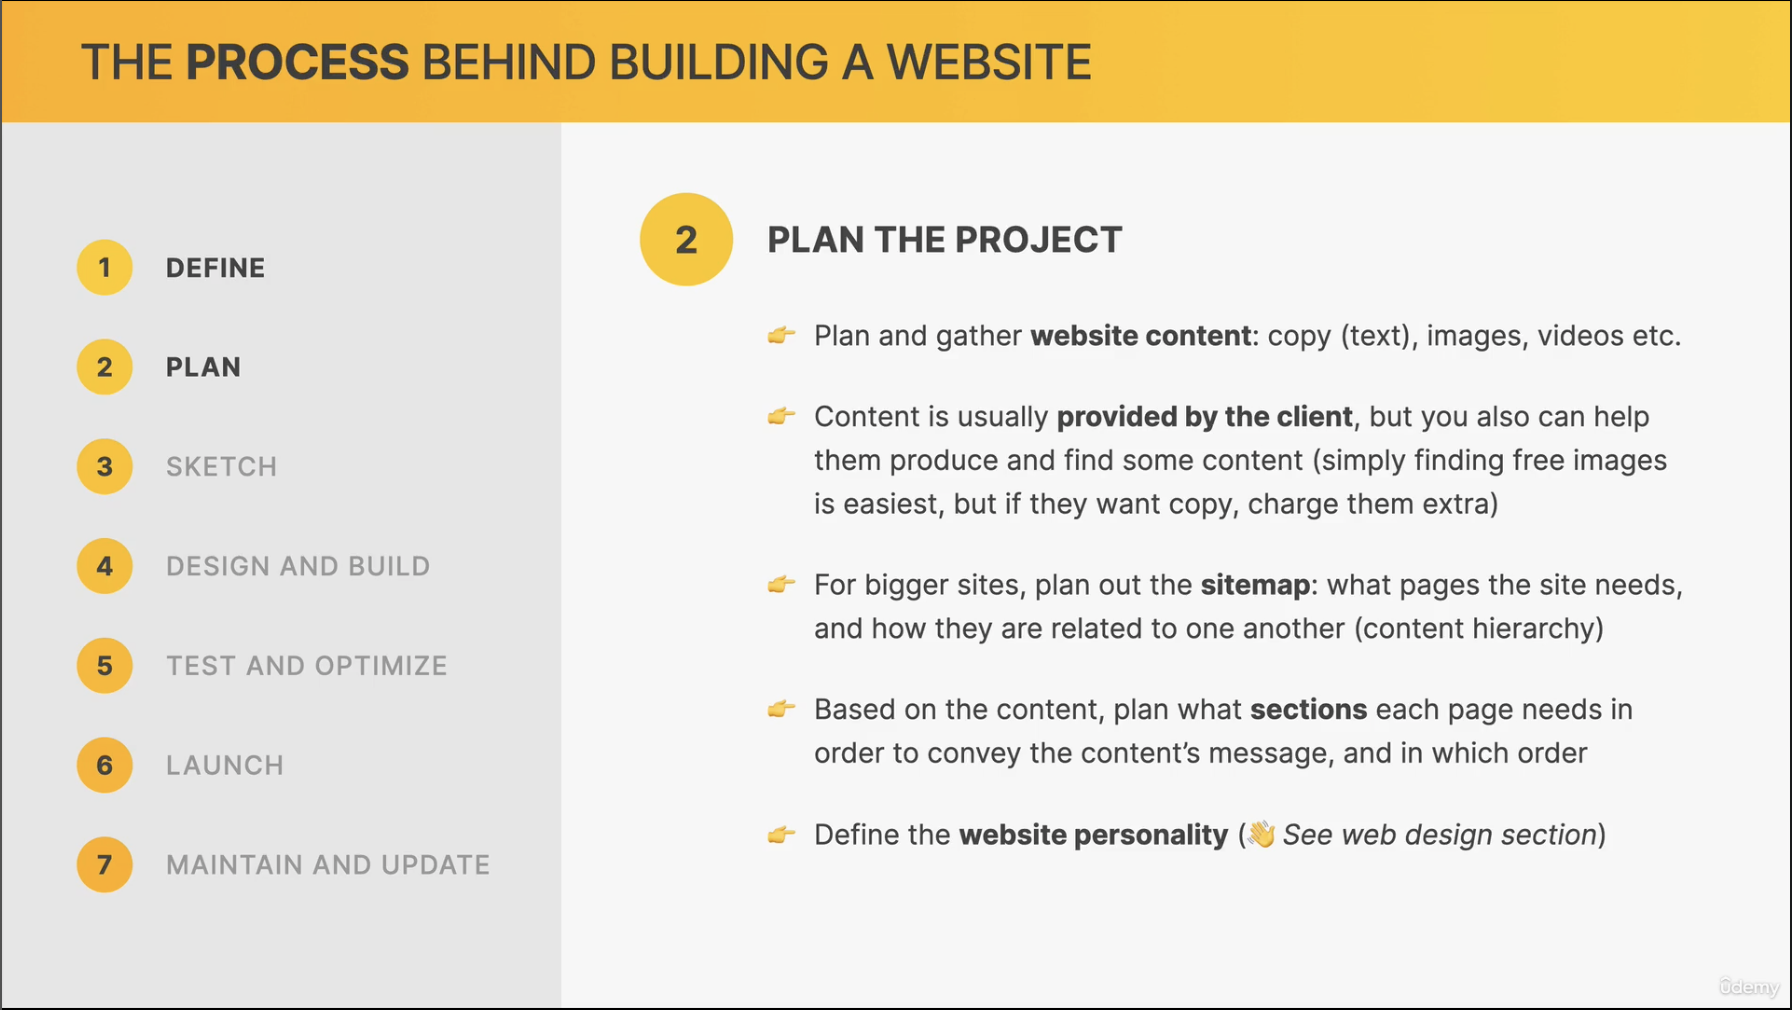 THE PROCESS BEHIND BUILDING A WEBSITE
1 DEFINE
2 PLAN
3 SKETCH
4 DESIGN AND BUILD
5 TEST AND OPTIMIZE
6 LAUNCH
7 MAINTAIN AND UPDATE
2 PLAN THE PROJECT
👉 Plan and gather website content: copy (text), images, videos etc.
👉 Content is usually provided by the client, but you also can help
them produce and find some content (simply finding free images
is easiest, but if they want copy, charge them extra)
👉 For bigger sites, plan out the sitemap: what pages the site needs,
and how they are related to one another (content hierarchy)
👉 Based on the content, plan what sections each page needs in
order to convey the content’s message, and in which order
👉 Define the website personality (👋 See web design section)
ûdemy